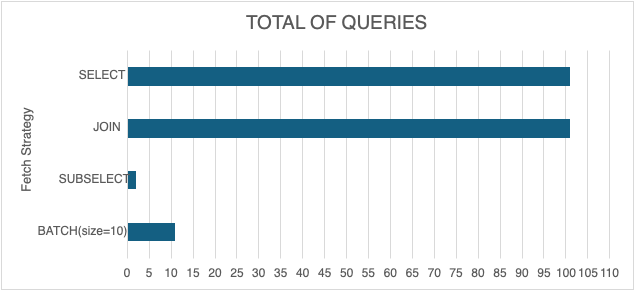 TOTAL OF QUERIES
Fetch Strategy
SELECT
JOIN
SUBSELECT
BATCH(size=10)
0 5 10 15 20 25 30 35 40 45 50 55 60 65 70 75 80 85 90 95 100 105 110